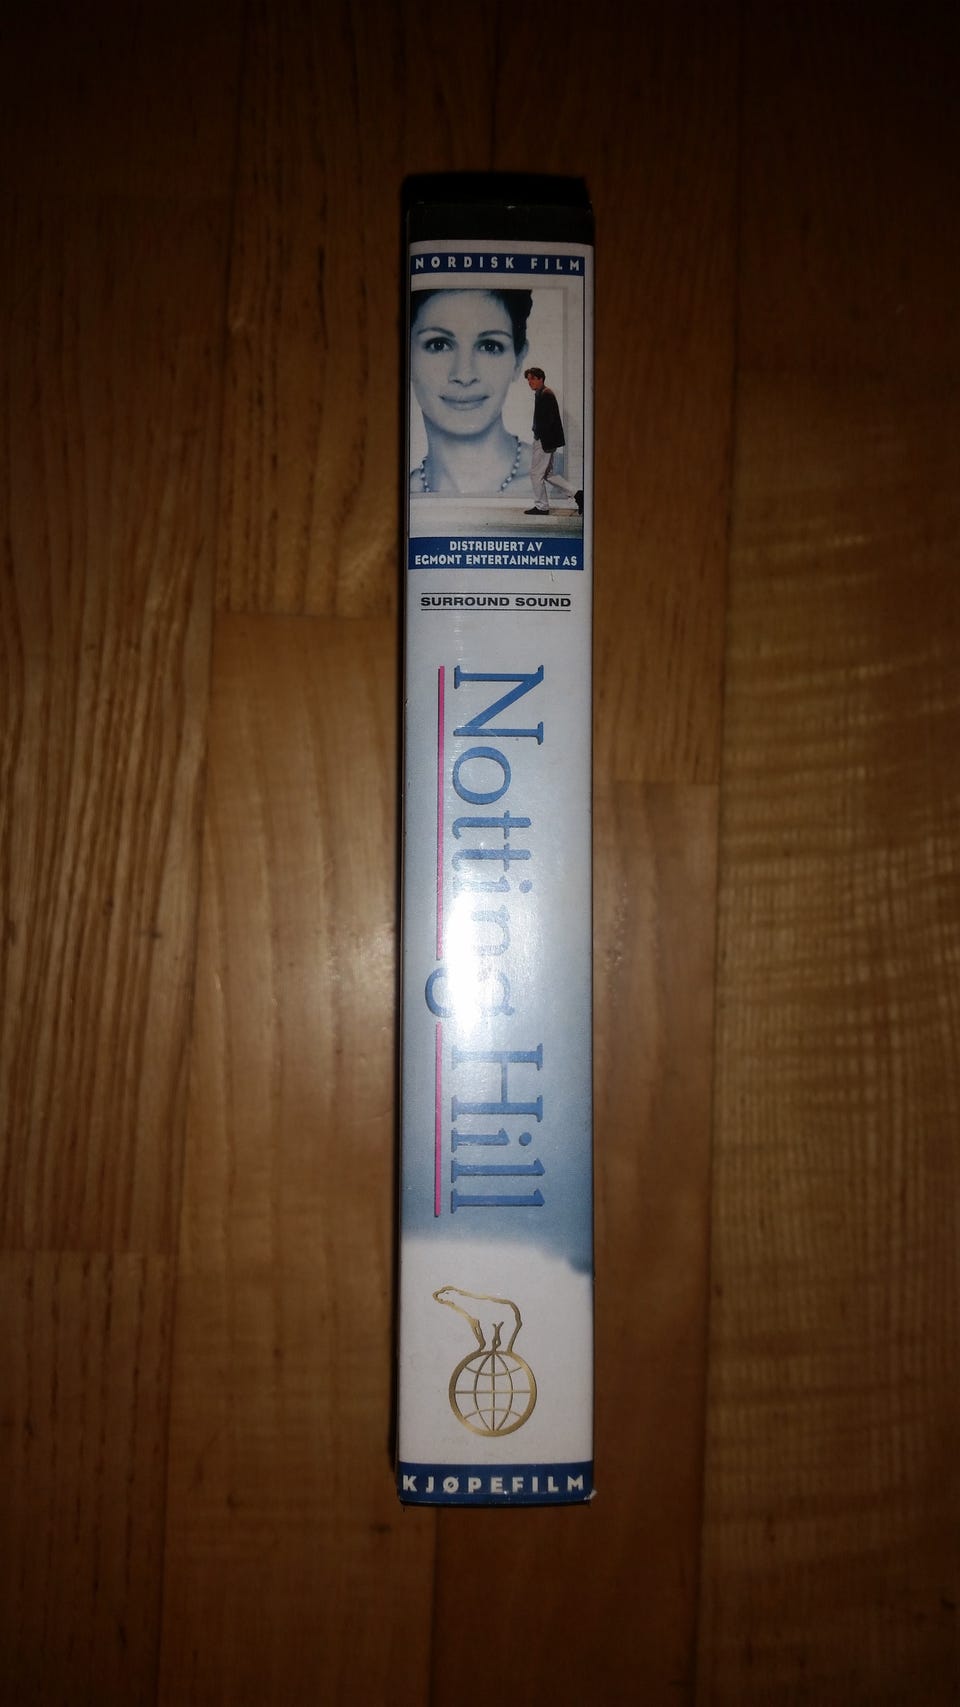 NORDISK FILM
DISTRIBUERT AV
EGMONT ENTERTAINMENT AS
SURROUND SOUND
Notting Hill
KJØPEFILM